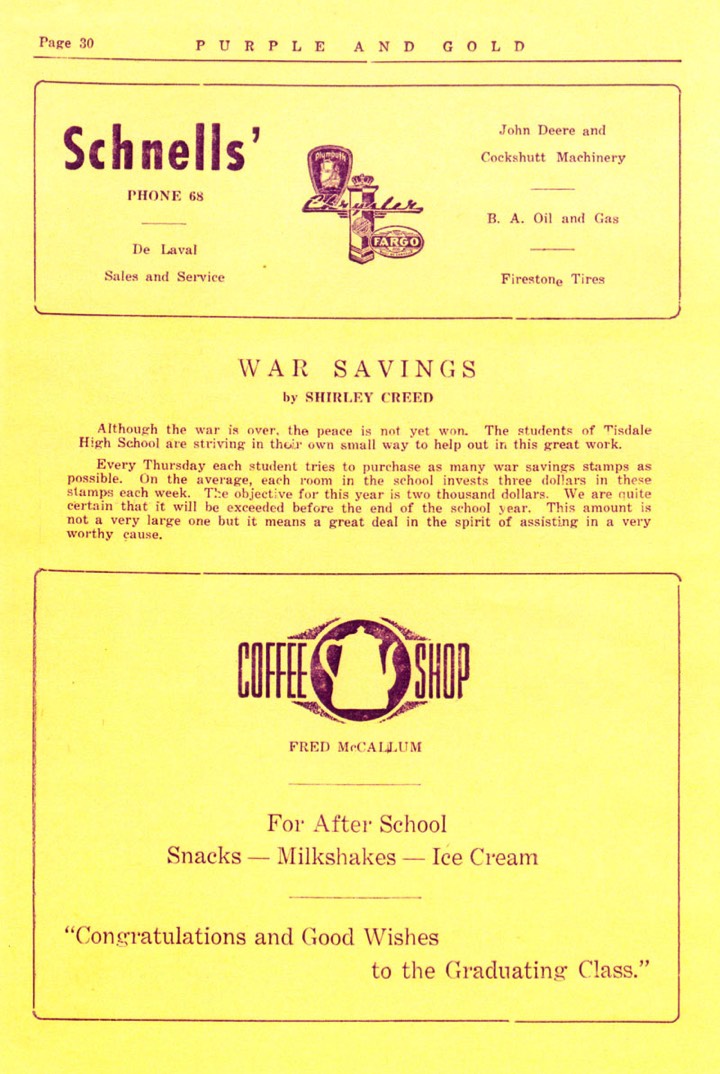 Page 30
PURPLE AND GOLD
Schnells'
PHONE 68
De Laval
Sales and Service
Plymouth
Chrysler
FARGO
John Deere and
Cockshutt Machinery
B. A. Oil and Gas
Firestone Tires
WAR SAVINGS
by SHIRLEY CREED
Although the war is over, the peace is not yet won. The students of Tisdale
High School are striving in their own small way to help out in this great work.
Every Thursday each student tries to purchase as many war savings stamps as
possible. On the average, each room in the school invests three dollars in these
stamps each week. The objective for this year is two thousand dollars. We are quite
certain that it will be exceeded before the end of the school year. This amount is
not a very large one but it means a great deal in the spirit of assisting in a very
worthy cause.
COFFEE SHOP
FRED McCALLUM
For After School
Snacks — Milkshakes — Ice Cream
"Congratulations and Good Wishes
to the Graduating Class."